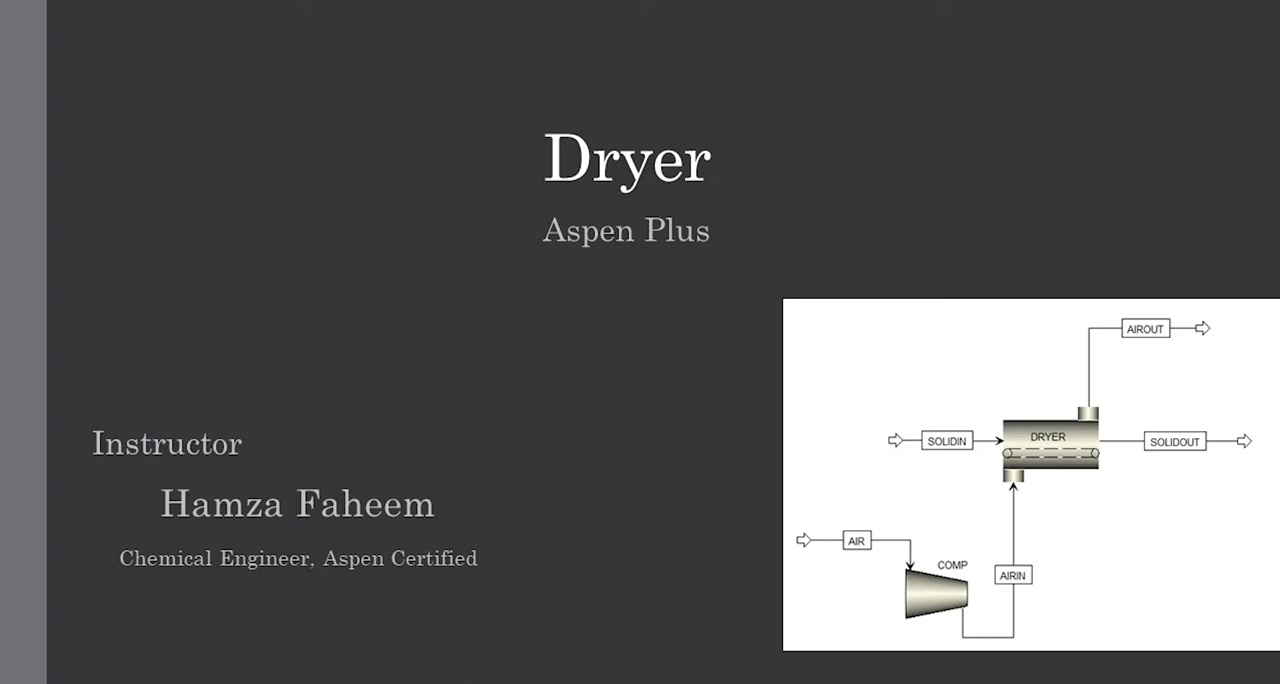 Dryer
Aspen Plus
Instructor
Hamza Faheem
Chemical Engineer, Aspen Certified
AIROUT
SOLIDIN
DRYER
SOLIDOUT
AIR
COMP
AIRIN